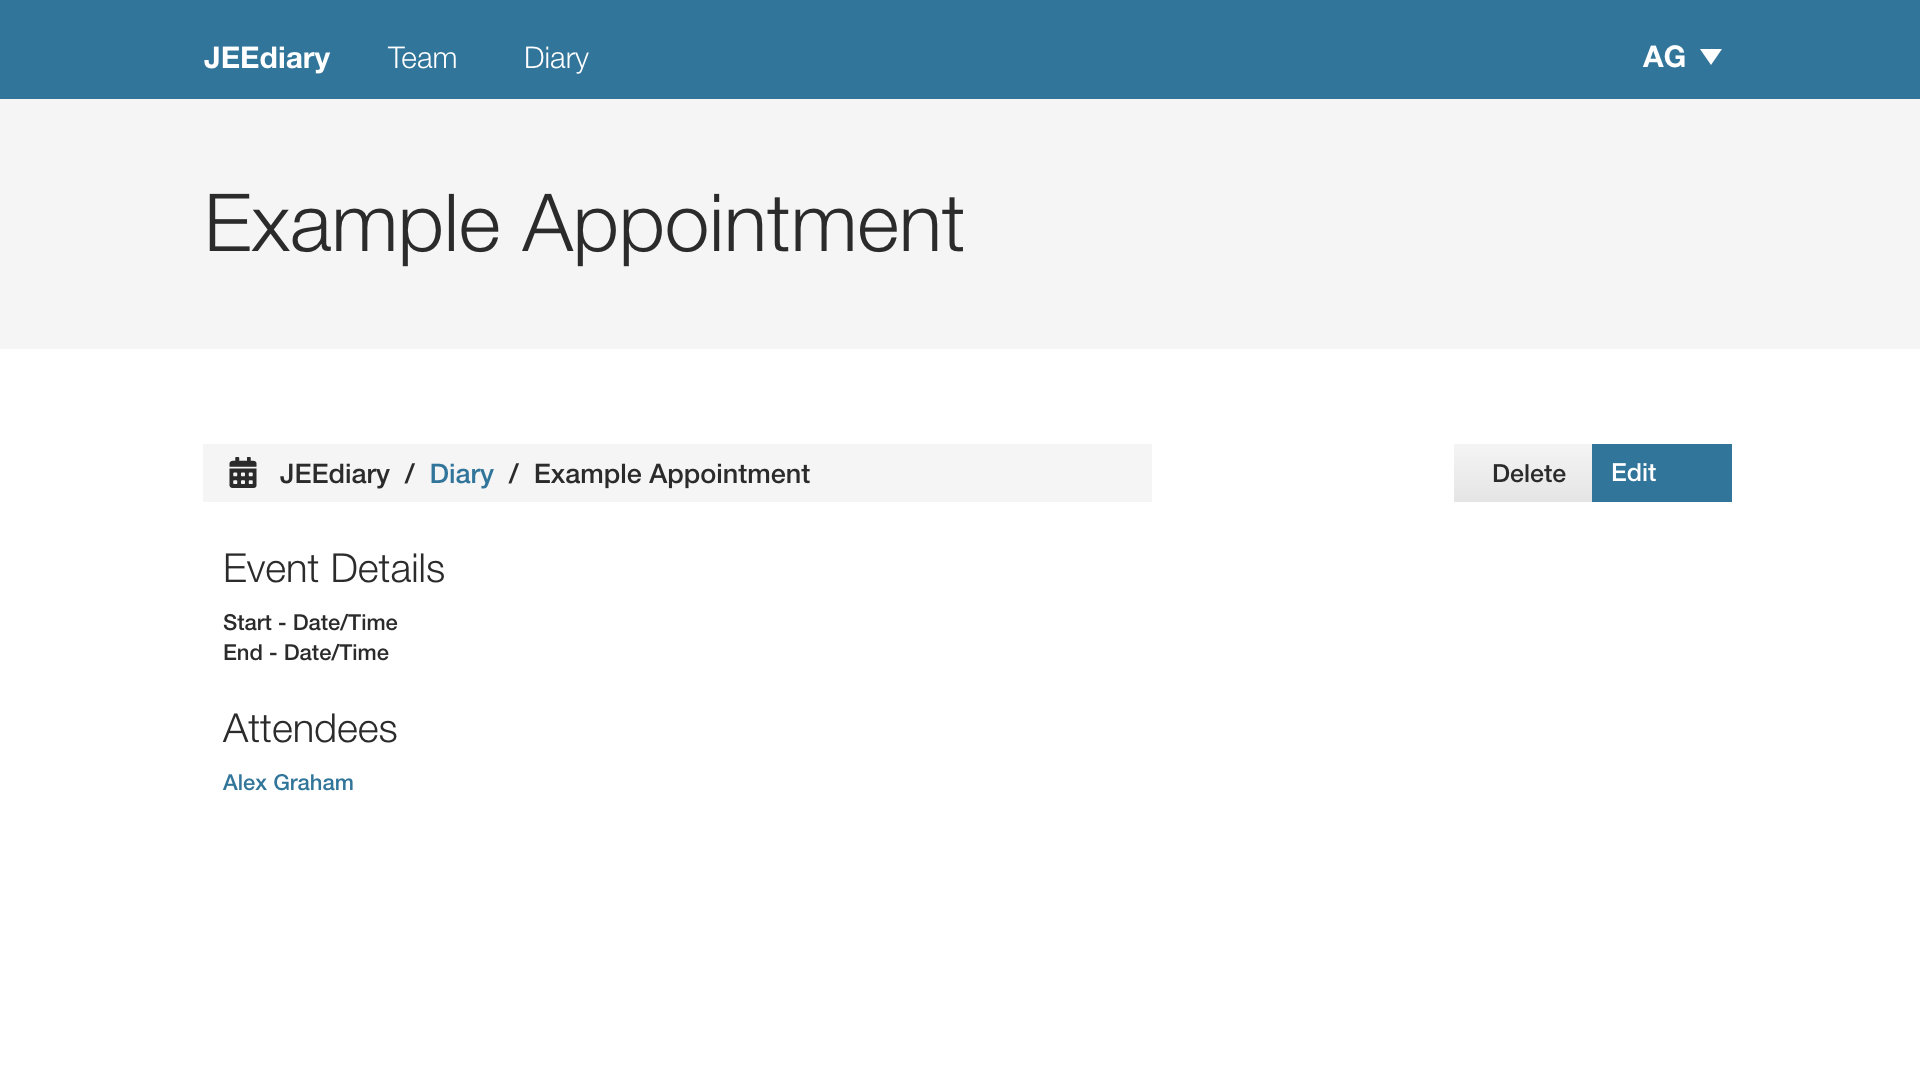 JEEdiary Team Diary AG
Example Appointment
JEEdiary / Diary / Example Appointment
Delete Edit
Event Details
Start - Date/Time
End - Date/Time
Attendees
Alex Graham